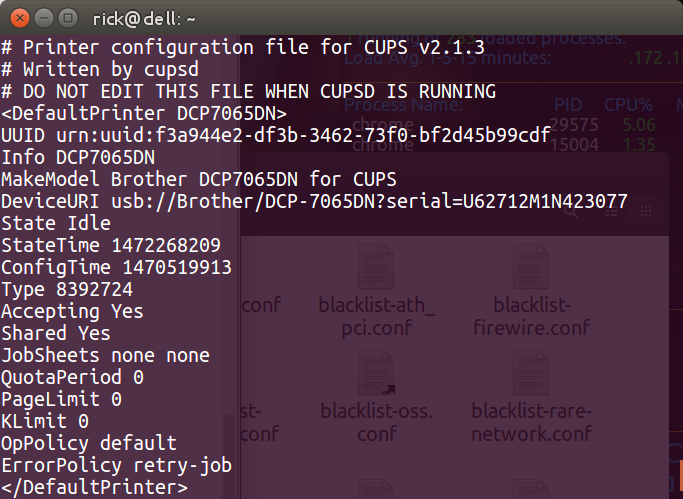 rick@dell: ~
# Printer configuration file for CUPS v2.1.3
# Written by cupsd
# DO NOT EDIT THIS FILE WHEN CUPSD IS RUNNING
<DefaultPrinter DCP7065DN>
UUID urn:uuid:f3a944e2-df3b-3462-73f0-bf2d45b99cdf
Info DCP7065DN
MakeModel Brother DCP7065DN for CUPS
DeviceURI usb://Brother/DCP-7065DN?serial=U62712M1N423077
State Idle
StateTime 1472268209
ConfigTime 1470519913
Type 8392724
Accepting Yes
Shared Yes
JobSheets none none
QuotaPeriod 0
PageLimit 0
KLimit 0
OpPolicy default
ErrorPolicy retry-job
</DefaultPrinter>
loaded processes.
Load Avg. 1-5-15 minutes: .172
Process Name: PID CPU%
chrome 29575 5.06
chrome 15004 1.35
conf
blacklist-ath_
pci.conf
blacklist-
firewire.conf
st-
conf
blacklist-oss.
conf
blacklist-rare-
network.conf